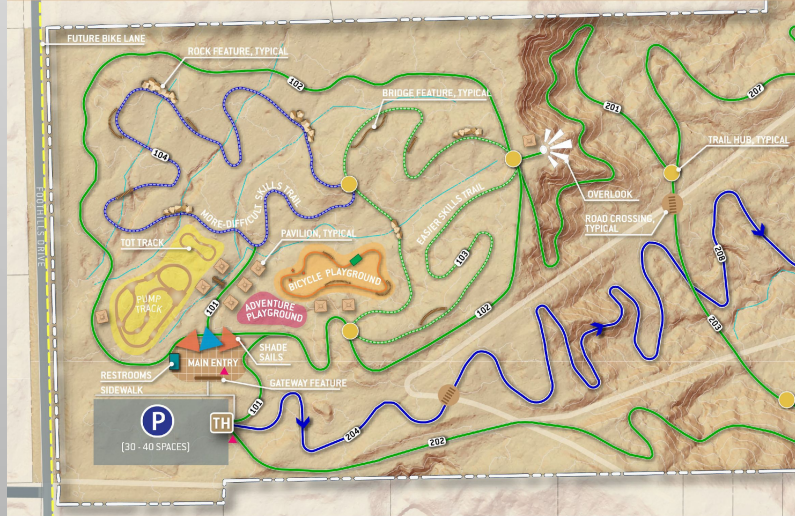 FUTURE BIKE LANE
ROCK FEATURE, TYPICAL
102
BRIDGE FEATURE, TYPICAL
201
207
104
TRAIL HUB, TYPICAL
OVERLOOK
ROAD CROSSING,
TYPICAL
FOOTHILLS DRIVE
MORE-DIFFICULT SKILLS TRAIL
EASIER SKILLS TRAIL
TOT TRACK
PAVILION, TYPICAL
103
208
BICYCLE PLAYGROUND
PUMP
TRACK
103
ADVENTURE
PLAYGROUND
102
203
SHADE
SAILS
MAIN ENTRY
RESTROOMS
SIDEWALK
GATEWAY FEATURE
101
P
TH
(30 - 40 SPACES)
204
202